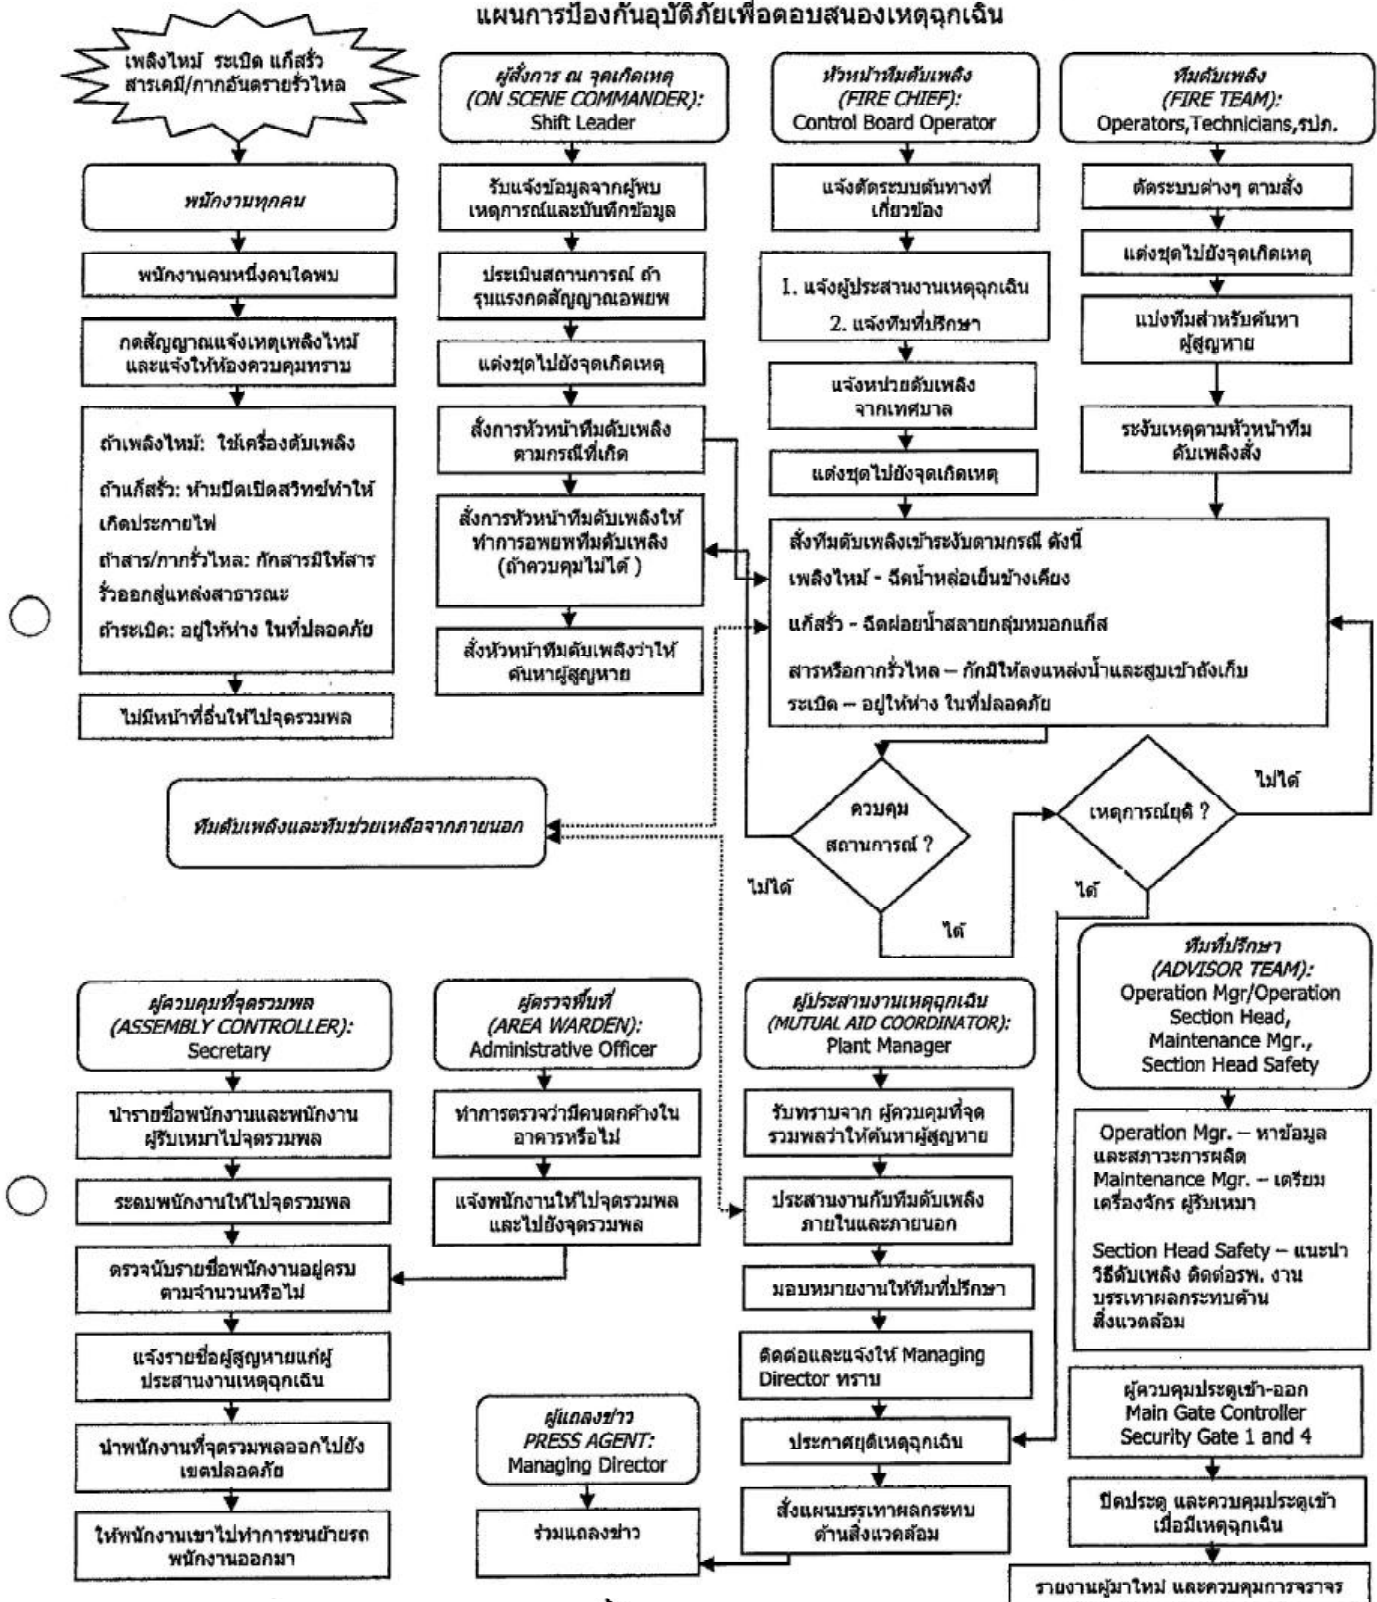 แผนการป้องกันอุบัติภัยเพื่อตอบสนองเหตุฉุกเฉิน
เพลิงไหม้ ระเบิด แก๊สรั่ว
สารเคมี/กากอันตรายรั่วไหล
พนักงานทุกคน
พนักงานคนหนึ่งคนใดพบ
กดสัญญาณแจ้งเหตุเพลิงไหม้
และแจ้งให้ห้องควบคุมทราบ
ถ้าเพลิงไหม้: ใช้เครื่องดับเพลิง
ถ้าแก๊สรั่ว: ห้ามปิดเปิดสวิทซ์ทำให้
เกิดประกายไฟ
ถ้าสาร/กากรั่วไหล: กักสารมิให้สาร
รั่วออกสู่แหล่งสาธารณะ
ถ้าระเบิด: อยู่ให้ห่าง ในที่ปลอดภัย
ไม่มีหน้าที่อื่นให้ไปจุดรวมพล
ผู้สั่งการ ณ จุดเกิดเหตุ
(ON SCENE COMMANDER):
Shift Leader
รับแจ้งข้อมูลจากผู้พบ
เหตุการณ์และบันทึกข้อมูล
ประเมินสถานการณ์ ถ้า
รุนแรงกดสัญญาณอพยพ
แต่งชุดไปยังจุดเกิดเหตุ
สั่งการหัวหน้าทีมดับเพลิง
ตามกรณีที่เกิด
สั่งการหัวหน้าทีมดับเพลิงให้
ทำการอพยพทีมดับเพลิง
(ถ้าควบคุมไม่ได้ )
สั่งหัวหน้าทีมดับเพลิงว่าให้
ค้นหาผู้สูญหาย
หัวหน้าทีมดับเพลิง
(FIRE CHIEF):
Control Board Operator
แจ้งตัดระบบต้นทางที่
เกี่ยวข้อง
1. แจ้งผู้ประสานงานเหตุฉุกเฉิน
2. แจ้งทีมที่ปรึกษา
แจ้งหน่วยดับเพลิง
จากเทศบาล
แต่งชุดไปยังจุดเกิดเหตุ
ทีมดับเพลิง
(FIRE TEAM):
Operators,Technicians,รปภ.
ตัดระบบต่างๆ ตามสั่ง
แต่งชุดไปยังจุดเกิดเหตุ
แบ่งทีมสำหรับค้นหา
ผู้สูญหาย
ระงับเหตุตามหัวหน้าทีม
ดับเพลิงสั่ง
สั่งทีมดับเพลิงเข้าระงับตามกรณี ดังนี้
เพลิงไหม้ - ฉีดน้ำหล่อเย็นข้างเคียง
แก๊สรั่ว - ฉีดฝอยน้ำสลายกลุ่มหมอกแก๊ส
สารหรือกากรั่วไหล – กักมิให้ลงแหล่งน้ำและสูบเข้าถังเก็บ
ระเบิด – อยู่ให้ห่าง ในที่ปลอดภัย
ควบคุม
สถานการณ์ ?
ไม่ได้
ได้
เหตุการณ์ยุติ ?
ไม่ได้
ได้
ทีมดับเพลิงและทีมช่วยเหลือจากภายนอก
ผู้ควบคุมที่จุดรวมพล
(ASSEMBLY CONTROLLER):
Secretary
นำรายชื่อพนักงานและพนักงาน
ผู้รับเหมาไปจุดรวมพล
ระดมพนักงานให้ไปจุดรวมพล
ตรวจนับรายชื่อพนักงานอยู่ครบ
ตามจำนวนหรือไม่
แจ้งรายชื่อผู้สูญหายแก่ผู้
ประสานงานเหตุฉุกเฉิน
นำพนักงานที่จุดรวมพลออกไปยัง
เขตปลอดภัย
ให้พนักงานเขาไปทำการขนย้ายรถ
พนักงานออกมา
ผู้ตรวจพื้นที่
(AREA WARDEN):
Administrative Officer
ทำการตรวจว่ามีคนตกค้างใน
อาคารหรือไม่
แจ้งพนักงานให้ไปจุดรวมพล
และไปยังจุดรวมพล
ผู้แถลงข่าว
PRESS AGENT:
Managing Director
ร่วมแถลงข่าว
ผู้ประสานงานเหตุฉุกเฉิน
(MUTUAL AID COORDINATOR):
Plant Manager
รับทราบจาก ผู้ควบคุมที่จุด
รวมพลว่าให้ค้นหาผู้สูญหาย
ประสานงานกับทีมดับเพลิง
ภายในและภายนอก
มอบหมายงานให้ทีมที่ปรึกษา
ติดต่อและแจ้งให้ Managing
Director ทราบ
ประกาศยุติเหตุฉุกเฉิน
สั่งแผนบรรเทาผลกระทบ
ด้านสิ่งแวดล้อม
ทีมที่ปรึกษา
(ADVISOR TEAM):
Operation Mgr/Operation
Section Head,
Maintenance Mgr.,
Section Head Safety
Operation Mgr. – หาข้อมูล
และสภาวะการผลิต
Maintenance Mgr. – เตรียม
เครื่องจักร ผู้รับเหมา
Section Head Safety – แนะนำ
วิธีดับเพลิง ติดต่อรพ. งาน
บรรเทาผลกระทบด้าน
สิ่งแวดล้อม
ผู้ควบคุมประตูเข้า-ออก
Main Gate Controller
Security Gate 1 and 4
ปิดประตู และควบคุมประตูเข้า
เมื่อมีเหตุฉุกเฉิน
รายงานผู้มาใหม่ และควบคุมการจราจร